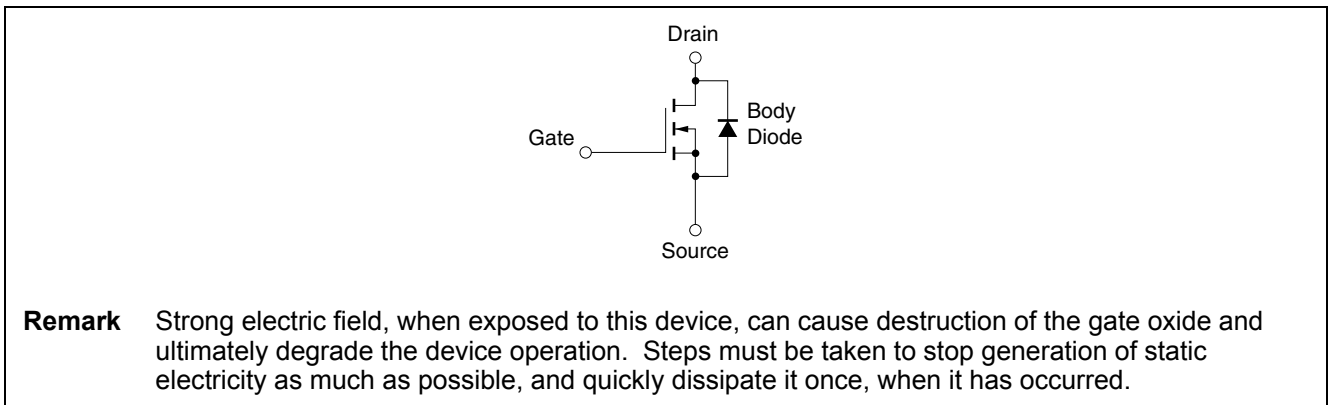 Drain
Body
Diode
Gate
Source
Remark Strong electric field, when exposed to this device, can cause destruction of the gate oxide and
ultimately degrade the device operation. Steps must be taken to stop generation of static
electricity as much as possible, and quickly dissipate it once, when it has occurred.